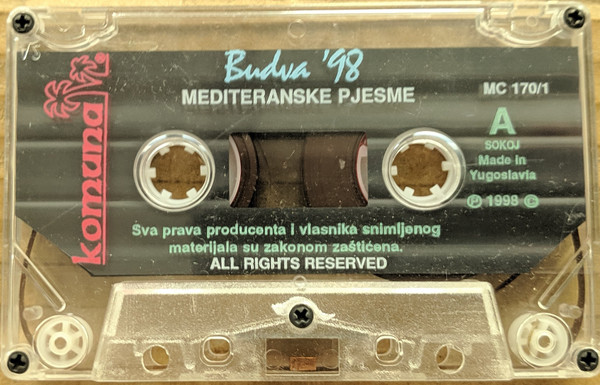 Budva '98
MEDITERANSKE PJESME
MC 170/1
A
SOKOJ
Made in
Yugoslavia
℗ 1998 ©
komuna
Sva prava producenta i vlasnika snimljenog
materijala su zakonom zaštićena.
ALL RIGHTS RESERVED